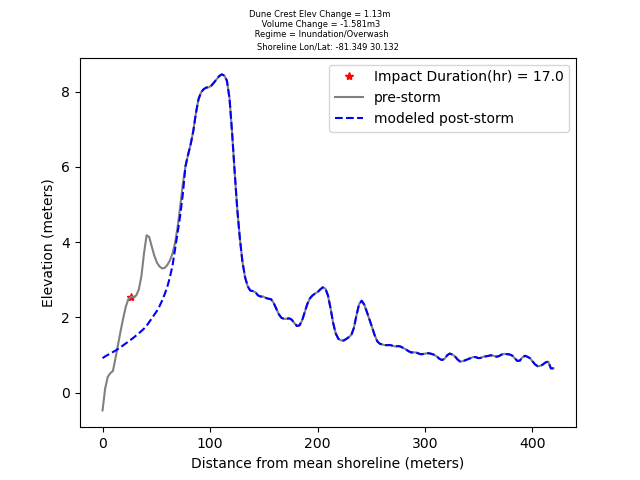 Dune Crest Elev Change = 1.13m
Volume Change = -1.581m3
Regime = Inundation/Overwash
Shoreline Lon/Lat: -81.349 30.132
Impact Duration(hr) = 17.0
pre-storm
modeled post-storm
Elevation (meters)
8
6
4
2
0
0 100 200 300 400
Distance from mean shoreline (meters)